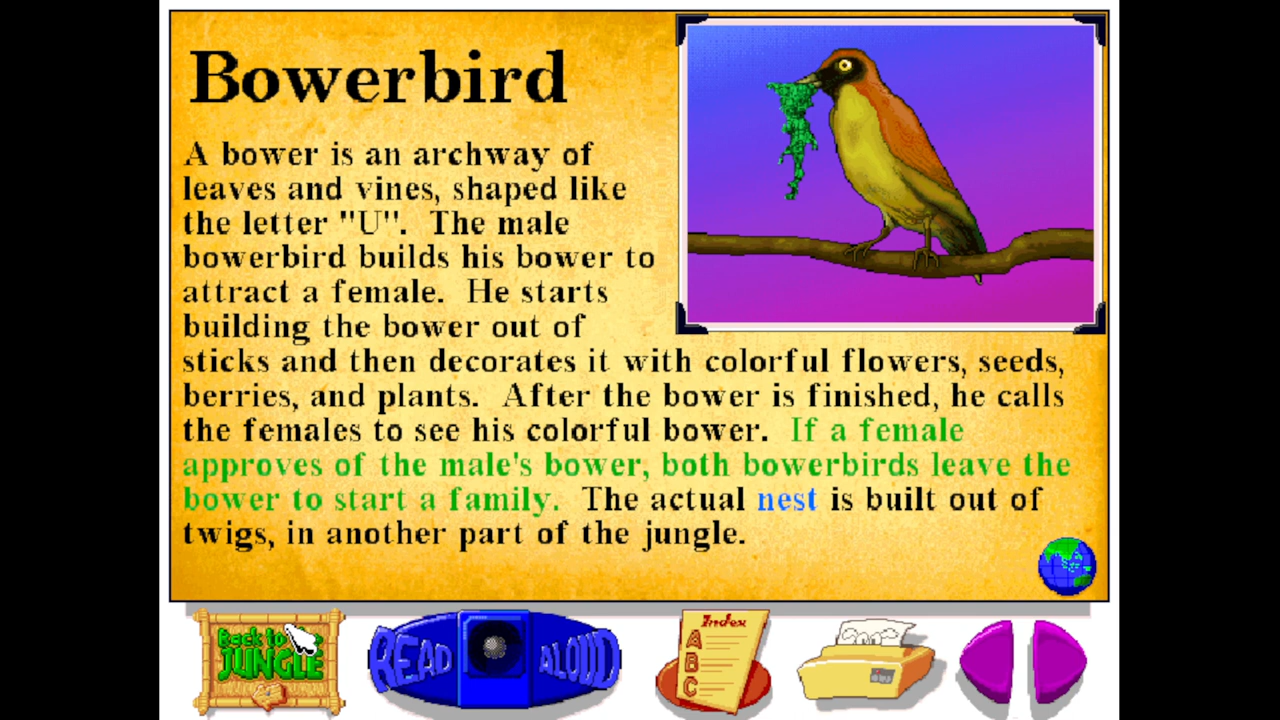 Bowerbird
A bower is an archway of
leaves and vines, shaped like
the letter "U". The male
bowerbird builds his bower to
attract a female. He starts
building the bower out of
sticks and then decorates it with colorful flowers, seeds,
berries, and plants. After the bower is finished, he calls
the females to see his colorful bower. If a female
approves of the male's bower, both bowerbirds leave the
bower to start a family. The actual nest is built out of
twigs, in another part of the jungle.
Back to the
JUNGLE
READ ALOUD
Index
A
B
C